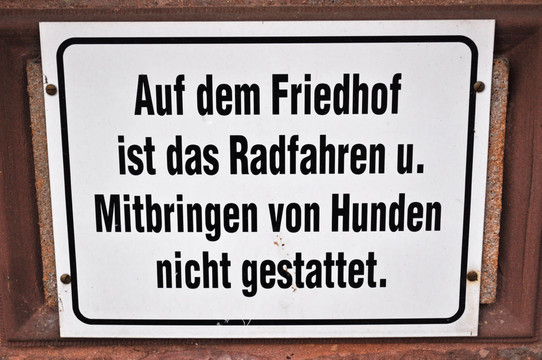 Auf dem Friedhof
ist das Radfahren u.
Mitbringen von Hunden
nicht gestattet.